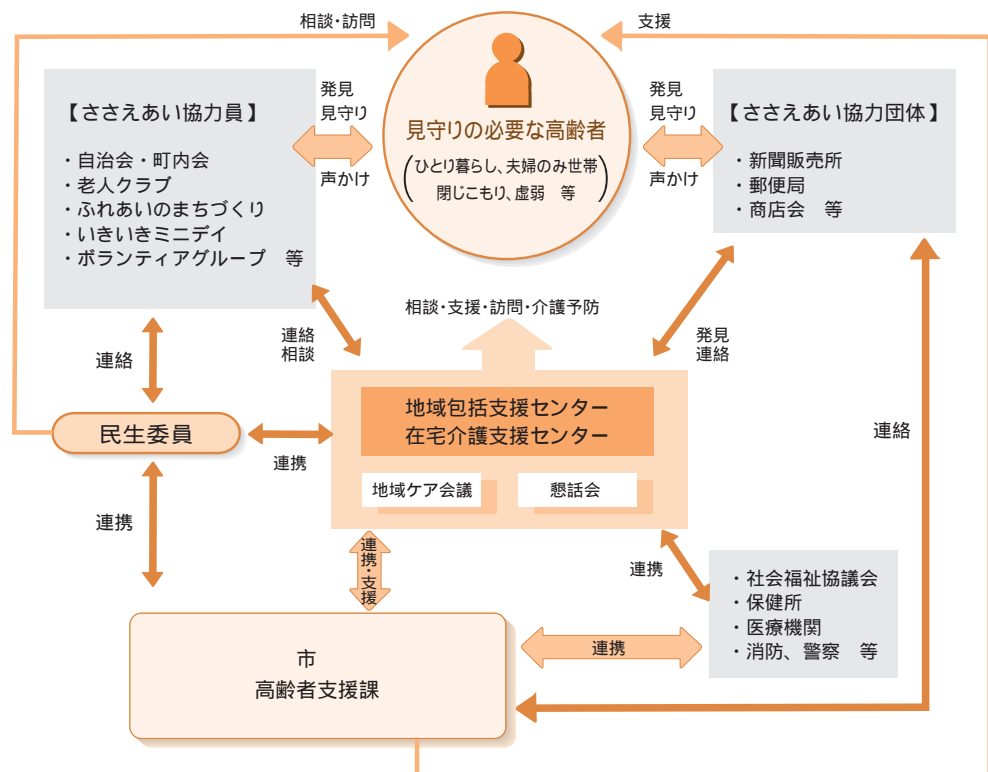 相談・訪問
支援
【ささえあい協力員】
・自治会・町内会
・老人クラブ
・ふれあいのまちづくり
・いきいきミニデイ
・ボランティアグループ　等
発見
見守り
声かけ
見守りの必要な高齢者
(ひとり暮らし、夫婦のみ世帯
閉じこもり、虚弱　等)
発見
見守り
声かけ
【ささえあい協力団体】
・新聞販売所
・郵便局
・商店会　等
相談・支援・訪問・介護予防
連絡
相談
発見
連絡
連絡
民生委員
連携
地域包括支援センター
在宅介護支援センター
地域ケア会議
懇話会
連絡
連携
連携・支援
連携
・社会福祉協議会
・保健所
・医療機関
・消防、警察　等
市
高齢者支援課
連携